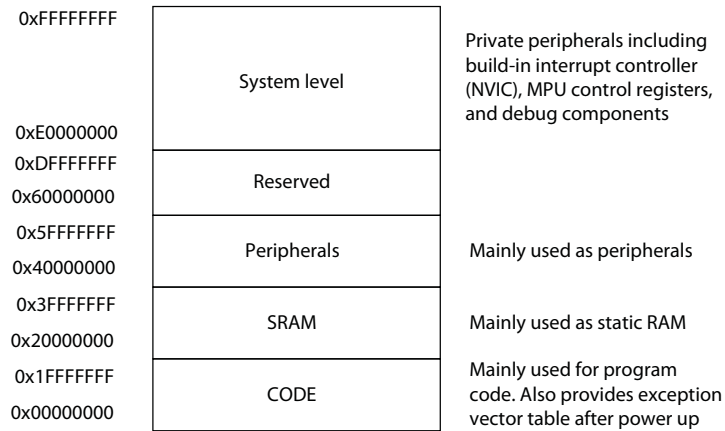 0xFFFFFFFF
System level
Private peripherals including
build-in interrupt controller
(NVIC), MPU control registers,
and debug components
0xE0000000
0xDFFFFFFF
Reserved
0x60000000
0x5FFFFFFF
Peripherals
Mainly used as peripherals
0x40000000
0x3FFFFFFF
SRAM
Mainly used as static RAM
0x20000000
0x1FFFFFFF
CODE
Mainly used for program
code. Also provides exception
vector table after power up
0x00000000